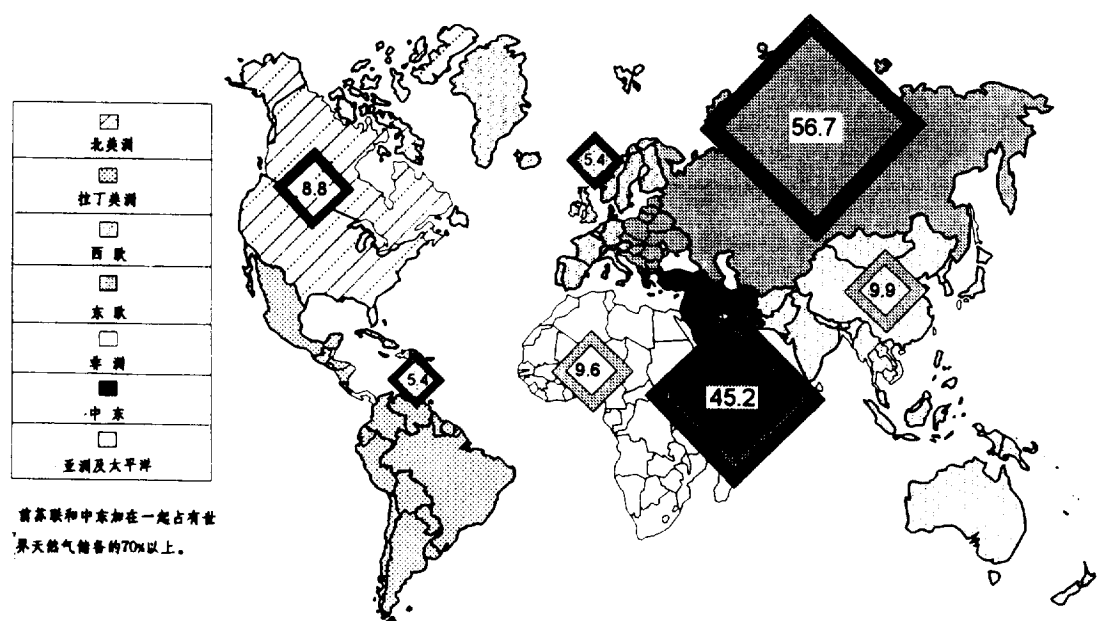 北美洲
拉丁美洲
西欧
东欧
非洲
中东
亚洲及太平洋
前苏联和中东加在一起占有世
界天然气储备的70%以上。
8.8
5.4
5.4
56.7
9.9
9.6
45.2